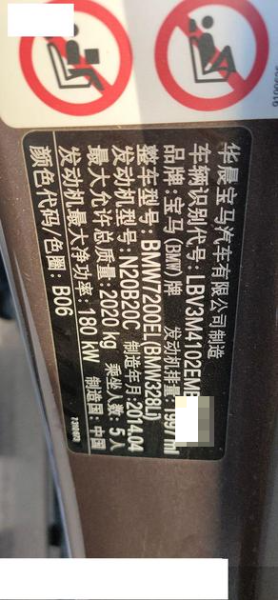 华晨宝马汽车有限公司制造
车辆识别代号: LBV3M4102EME
品牌: 宝马 (BMW) 牌 发动机排量: 1997ml
整车型号: BMW7200EL(BMW328Li)
发动机型号: N20B20C 制造年月: 2014.04
最大允许总质量: 2020 kg 乘坐人数: 5 人
发动机最大净功率: 180 kW 制造国: 中国
颜色代码/色圈: B06